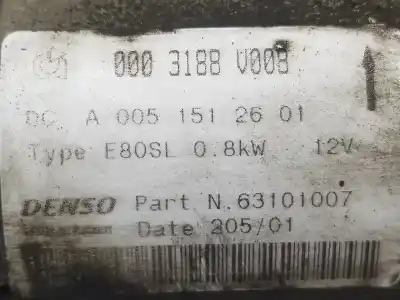 000 3188 V008
DC A 005 151 26 01
Type E80SL 0.8kW 12V
DENSO Part N.63101007
Date 205/01